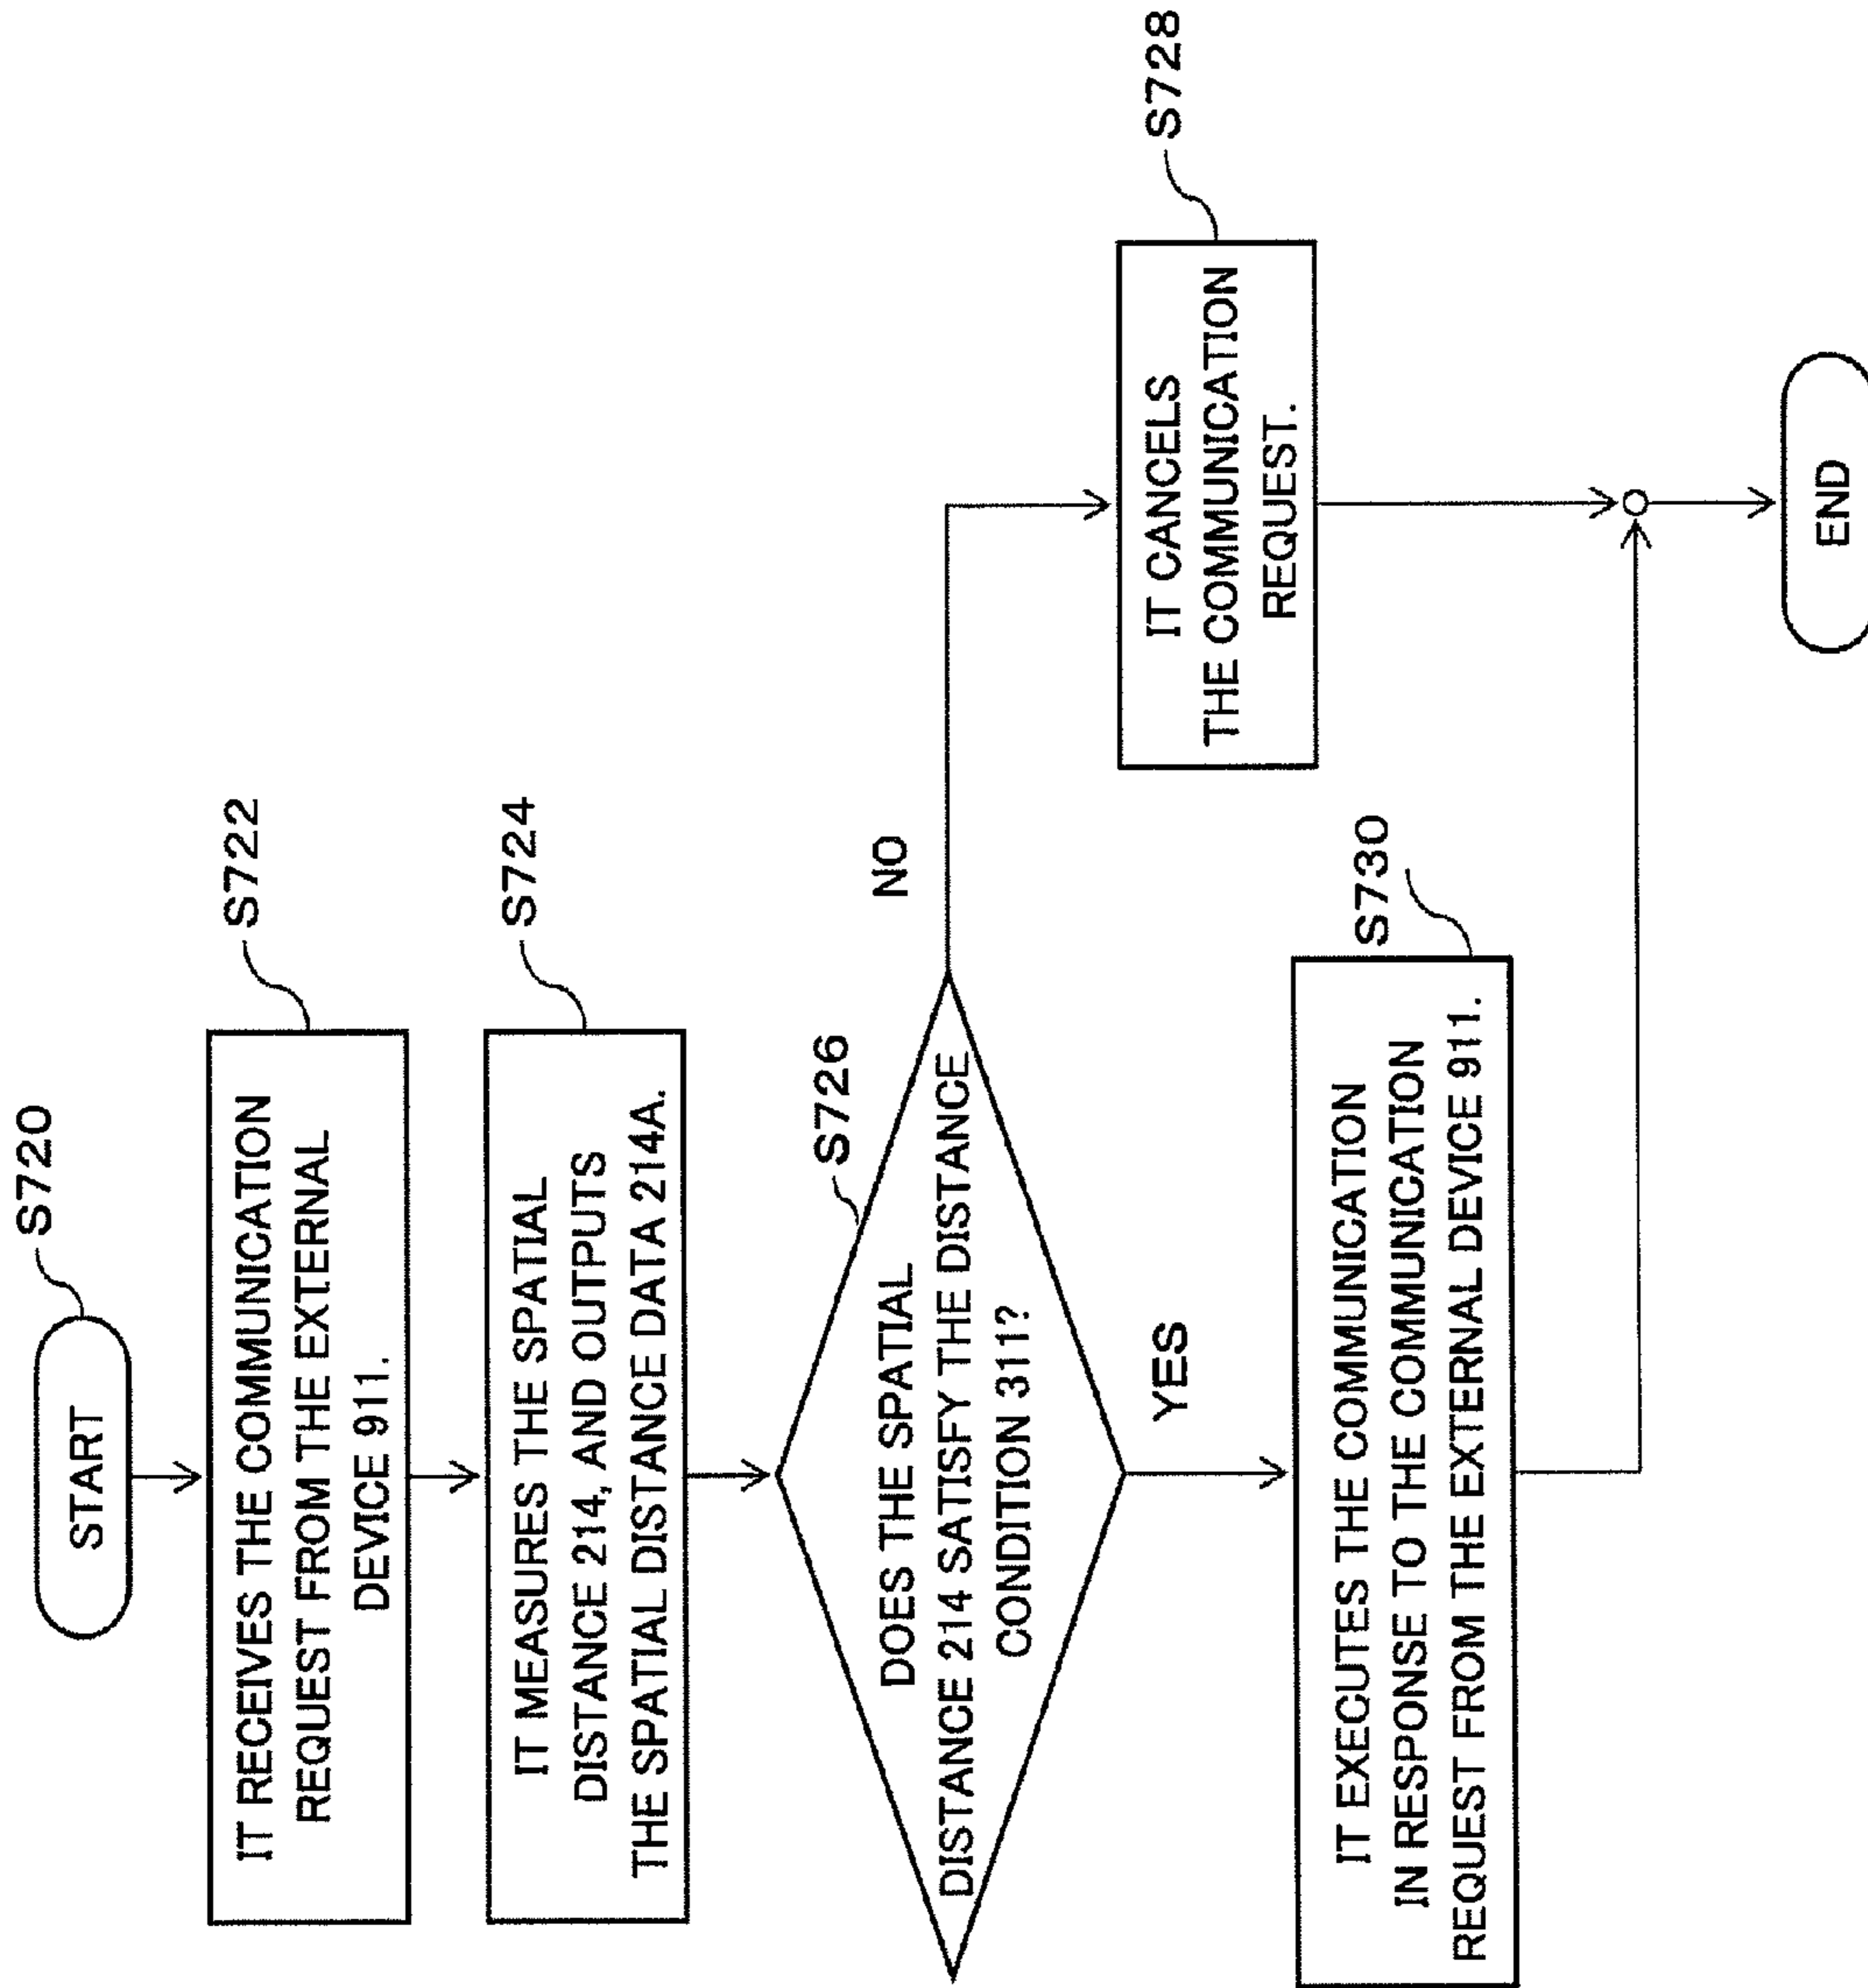 S720
START
S722
IT RECEIVES THE COMMUNICATION
REQUEST FROM THE EXTERNAL
DEVICE 911.
S724
IT MEASURES THE SPATIAL
DISTANCE 214, AND OUTPUTS
THE SPATIAL DISTANCE DATA 214A.
S726
DOES THE SPATIAL
DISTANCE 214 SATISFY THE DISTANCE
CONDITION 311?
NO
S728
IT CANCELS
THE COMMUNICATION
REQUEST.
YES
S730
IT EXECUTES THE COMMUNICATION
IN RESPONSE TO THE COMMUNICATION
REQUEST FROM THE EXTERNAL DEVICE 911.
END